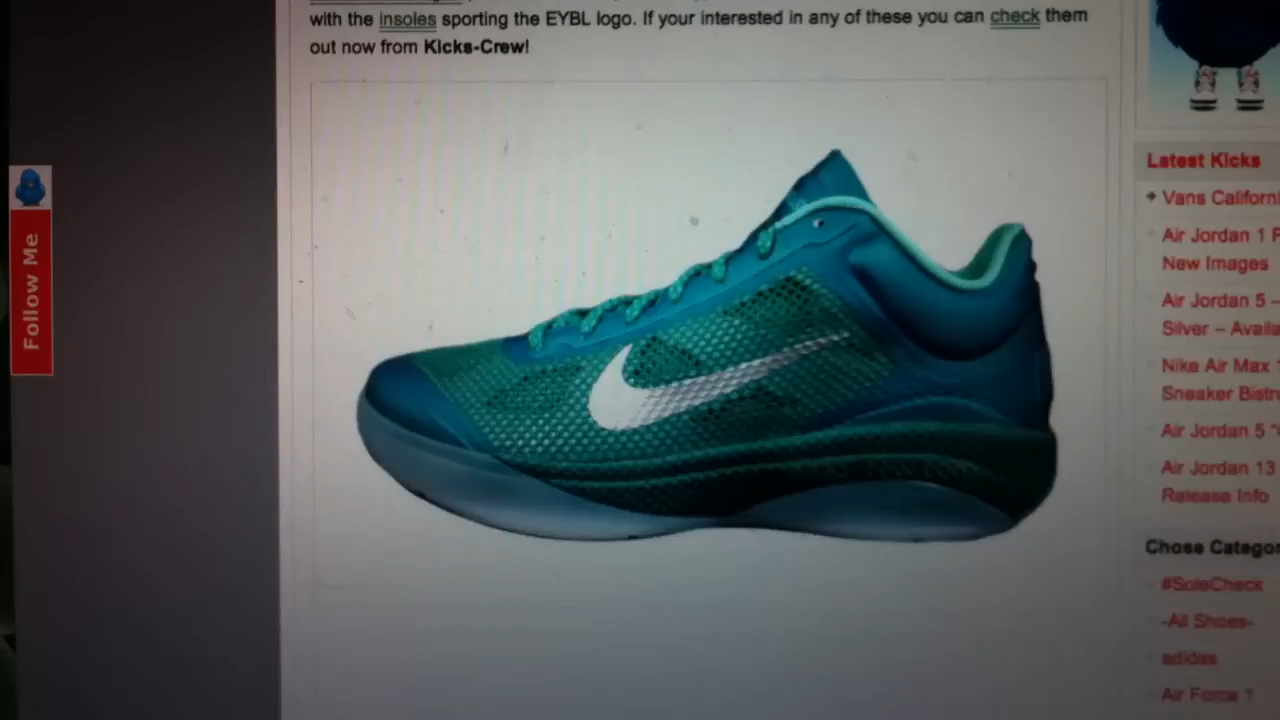 with the insoles sporting the EYBL logo. If your interested in any of these you can check them
out now from Kicks-Crew!
Follow Me
Latest Kicks
Vans Californi
Air Jordan 1 F
New Images
Air Jordan 5 –
Silver – Availa
Nike Air Max
Sneaker Bistr
Air Jordan 5 "
Air Jordan 13
Release Info
Chose Categor
#SoleCheck
-All Shoes-
adidas
Air Force 1